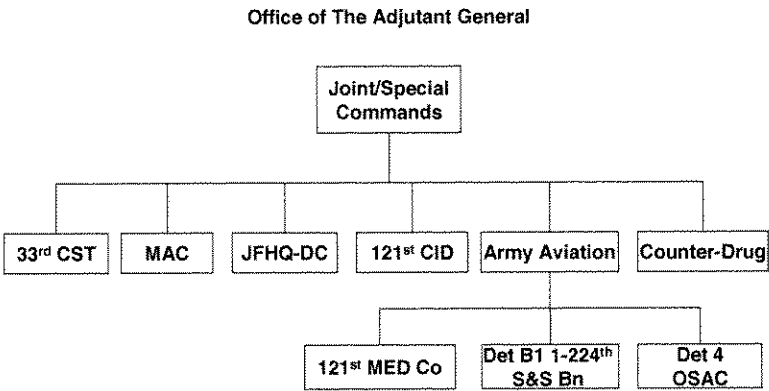 Office of The Adjutant General
Joint/Special
Commands
33rd CST
MAC
JFHQ-DC
121st CID
Army Aviation
Counter-Drug
121st MED Co
Det B1 1-224th
S&S Bn
Det 4
OSAC